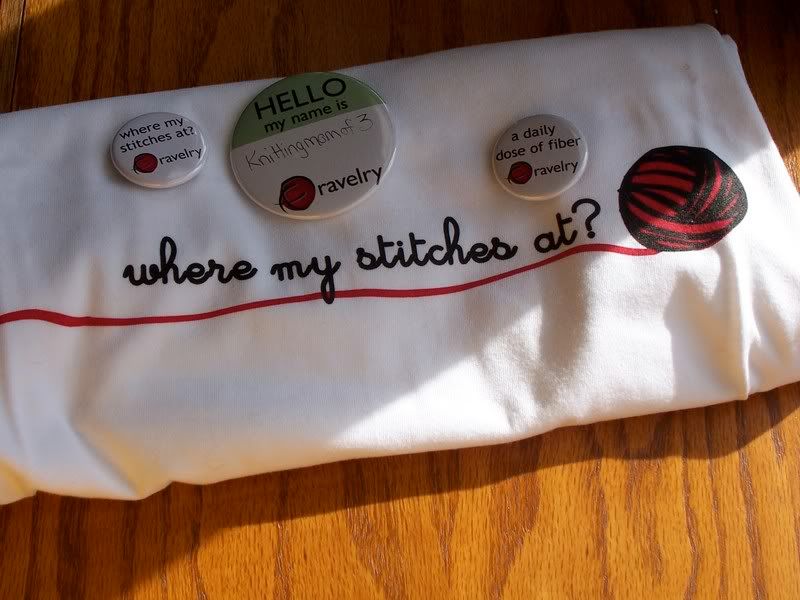 where my
stitches at?
ravelry
HELLO
my name is
Knittingmomof3
ravelry
a daily
dose of fiber
ravelry
where my stitches at?